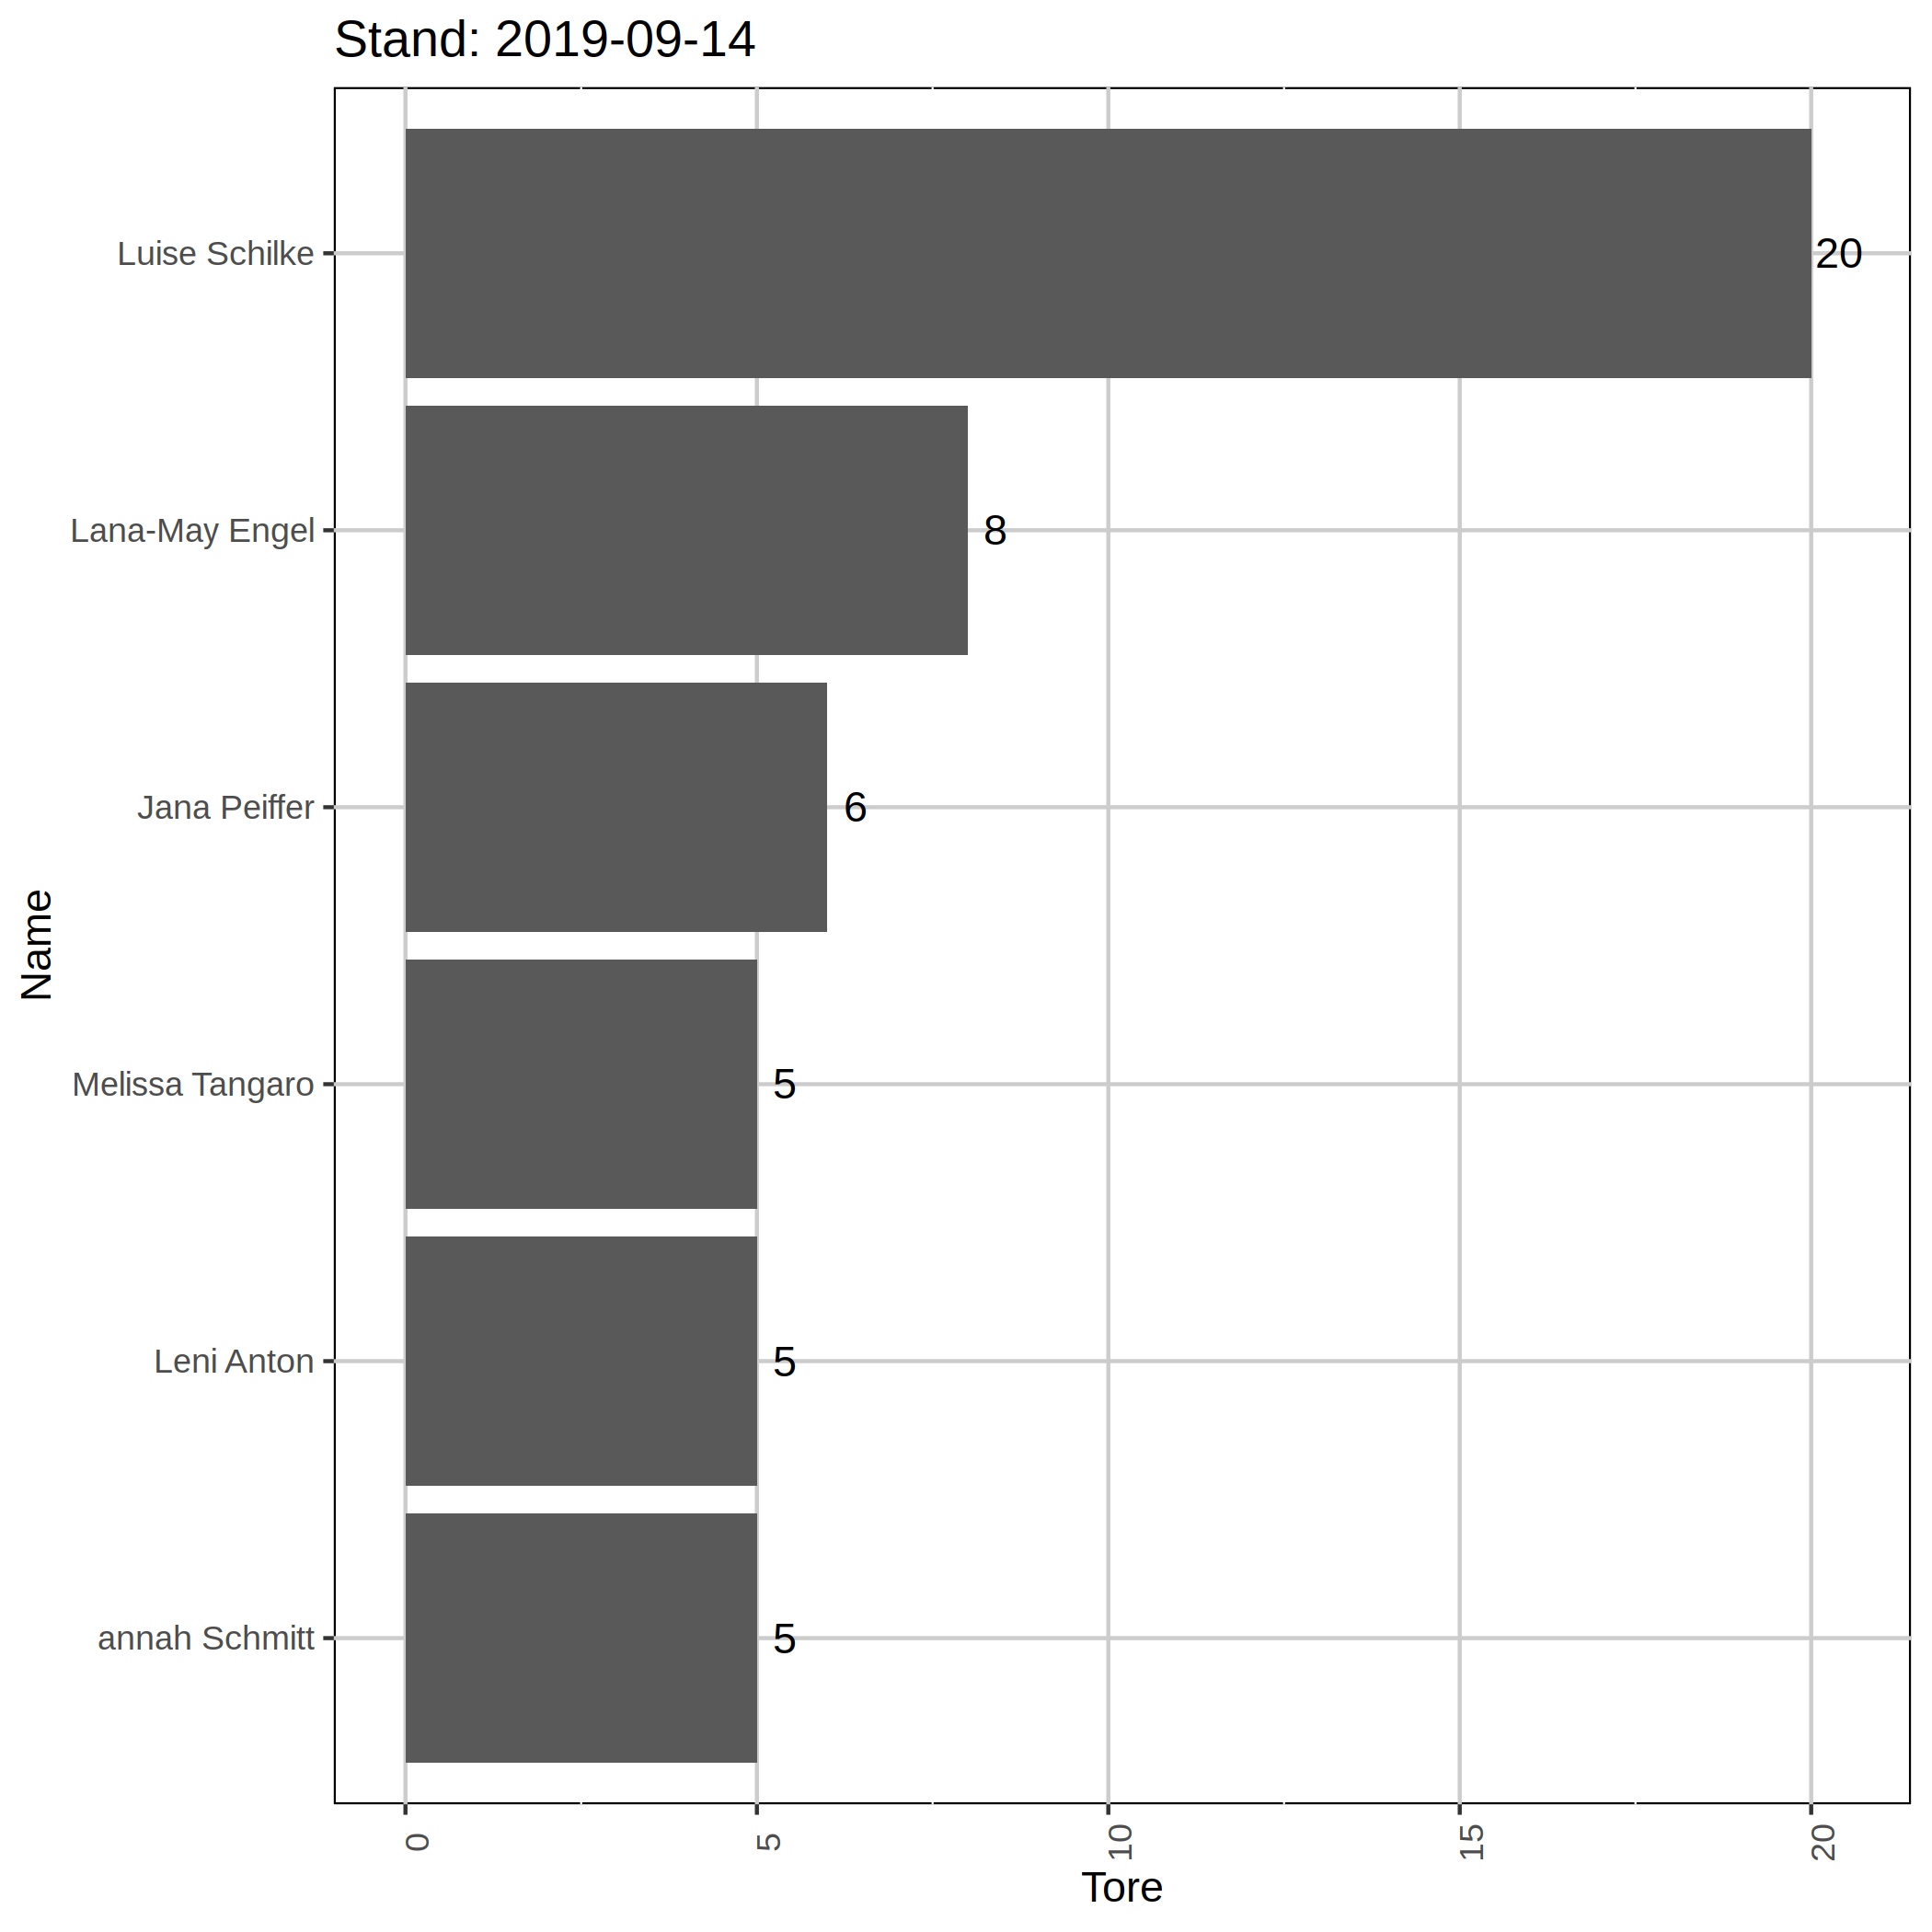 Stand: 2019-09-14
Luise Schilke
20
Lana-May Engel
8
Jana Peiffer
6
Name
Melissa Tangaro
5
Leni Anton
5
annah Schmitt
5
0 5 10 15 20
Tore